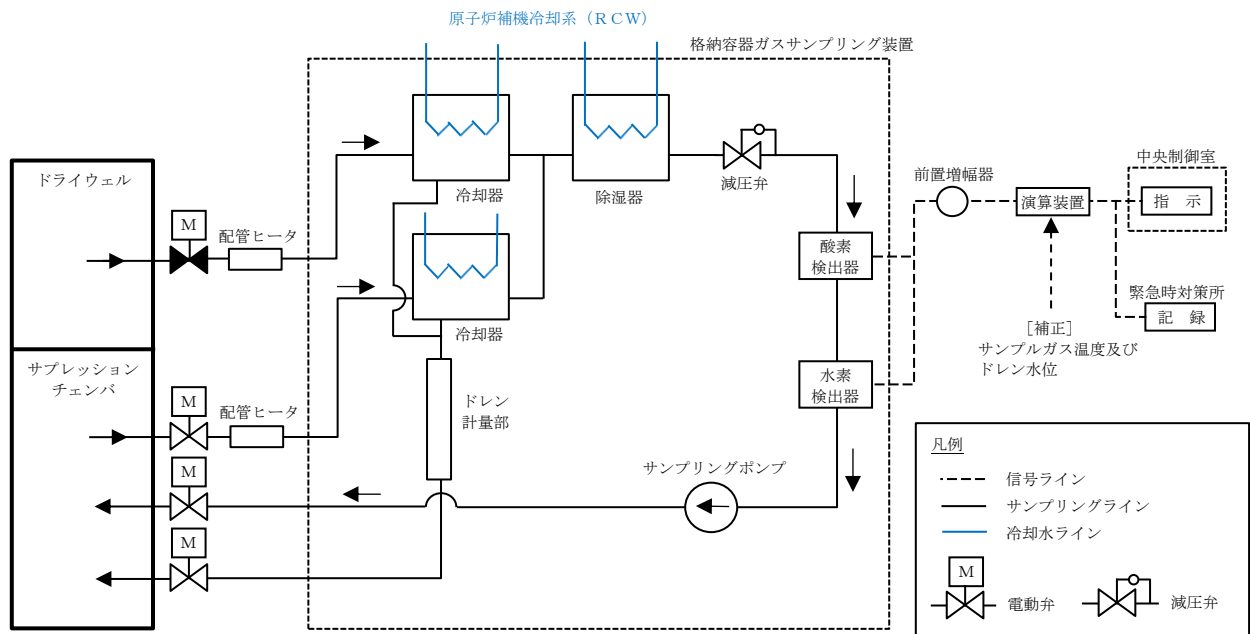 原子炉補機冷却系（ＲＣＷ）
格納容器ガスサンプリング装置
ドライウェル
M
配管ヒータ
冷却器
除湿器
減圧弁
冷却器
酸素
検出器
水素
検出器
前置増幅器
演算装置
中央制御室
指　示
緊急時対策所
記　録
［補正］
サンプルガス温度及び
ドレン水位
サプレッション
チェンバ
M
配管ヒータ
M
M
ドレン
計量部
サンプリングポンプ
凡例
信号ライン
サンプリングライン
冷却水ライン
M
電動弁
減圧弁